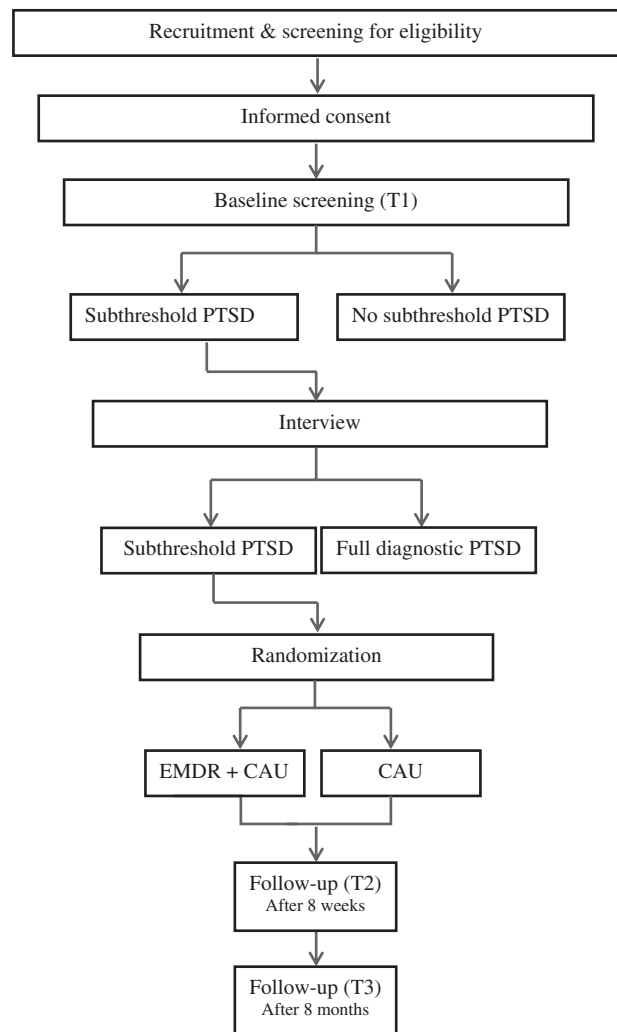 Recruitment & screening for eligibility
Informed consent
Baseline screening (T1)
Subthreshold PTSD
No subthreshold PTSD
Interview
Subthreshold PTSD
Full diagnostic PTSD
Randomization
EMDR + CAU
CAU
Follow-up (T2)
After 8 weeks
Follow-up (T3)
After 8 months